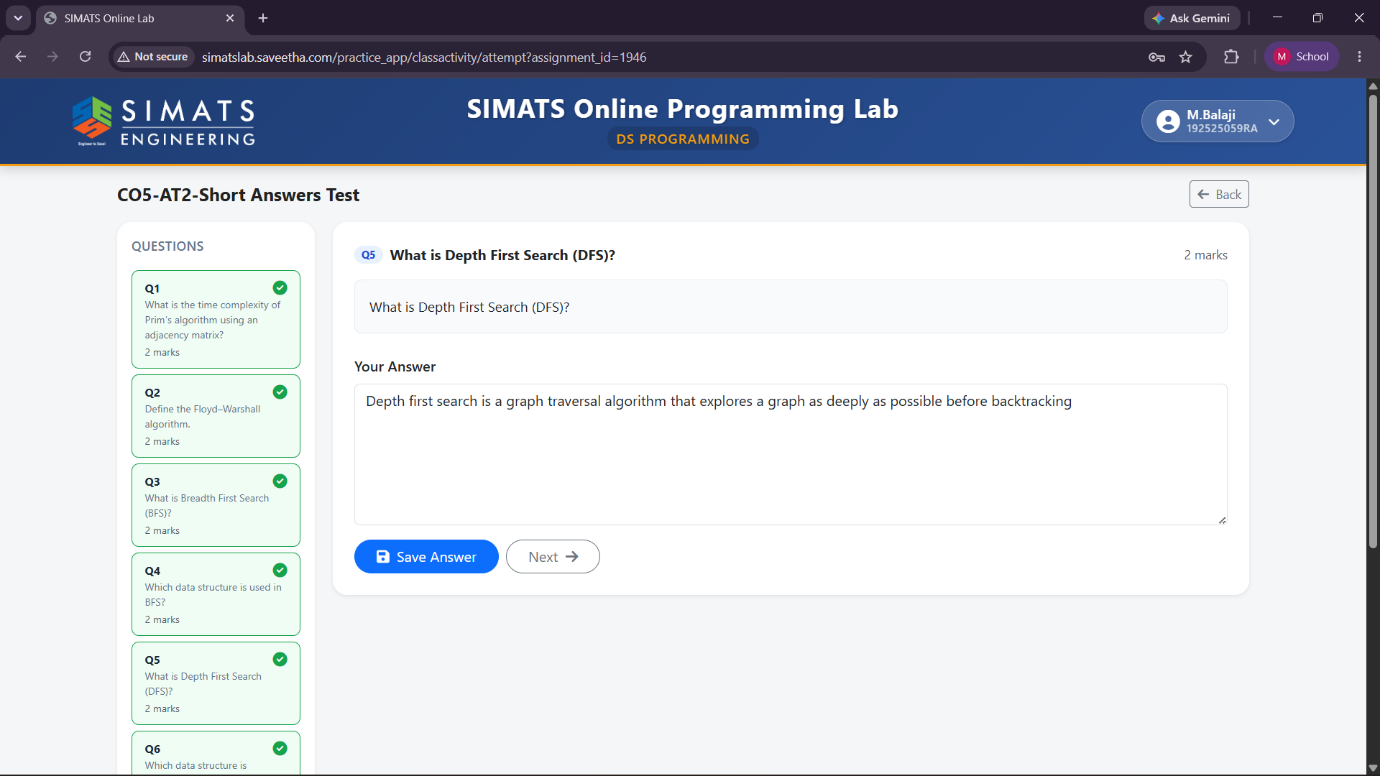 SIMATS Online Lab
Ask Gemini
Not secure
simatslab.saveetha.com/practice_app/classactivity/attempt?assignment_id=1946
M School
SIMATS
ENGINEERING
Engineer to Excel
SIMATS Online Programming Lab
DS PROGRAMMING
M.Balaji
192525059RA
CO5-AT2-Short Answers Test
Back
QUESTIONS
Q1
What is the time complexity of
Prim's algorithm using an
adjacency matrix?
2 marks
Q2
Define the Floyd–Warshall
algorithm.
2 marks
Q3
What is Breadth First Search
(BFS)?
2 marks
Q4
Which data structure is used in
BFS?
2 marks
Q5
What is Depth First Search
(DFS)?
2 marks
Q6
Which data structure is
Q5 What is Depth First Search (DFS)?
2 marks
What is Depth First Search (DFS)?
Your Answer
Depth first search is a graph traversal algorithm that explores a graph as deeply as possible before backtracking
Save Answer
Next